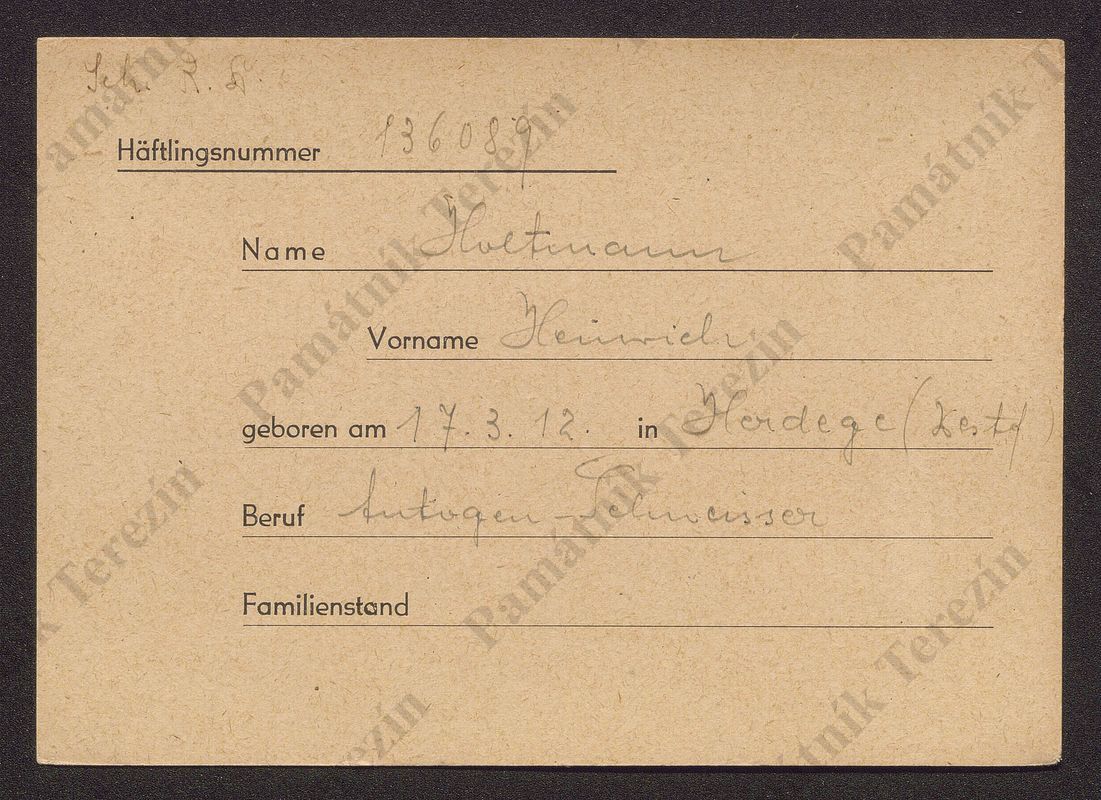 Sch. R. D.
Häftlingsnummer 136089
Name Holtmann
Vorname Heinrich
geboren am 17.3.12. in Herdege (Westf)
Beruf Autogen-Schweisser
Familienstand
Památník Terezín